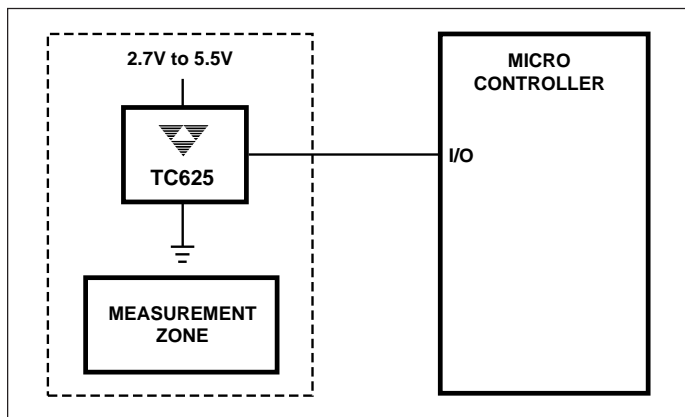 2.7V to 5.5V
TC625
MEASUREMENT
ZONE
MICRO
CONTROLLER
I/O